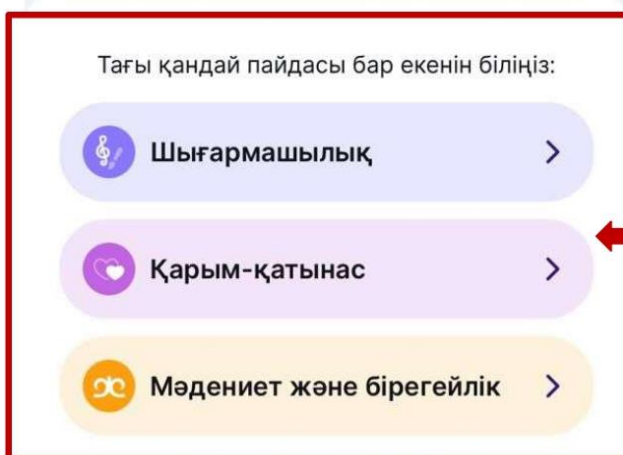 Тағы қандай пайдасы бар екенін біліңіз:
Шығармашылық
Қарым-қатынас
Мәдениет және бірегейлік